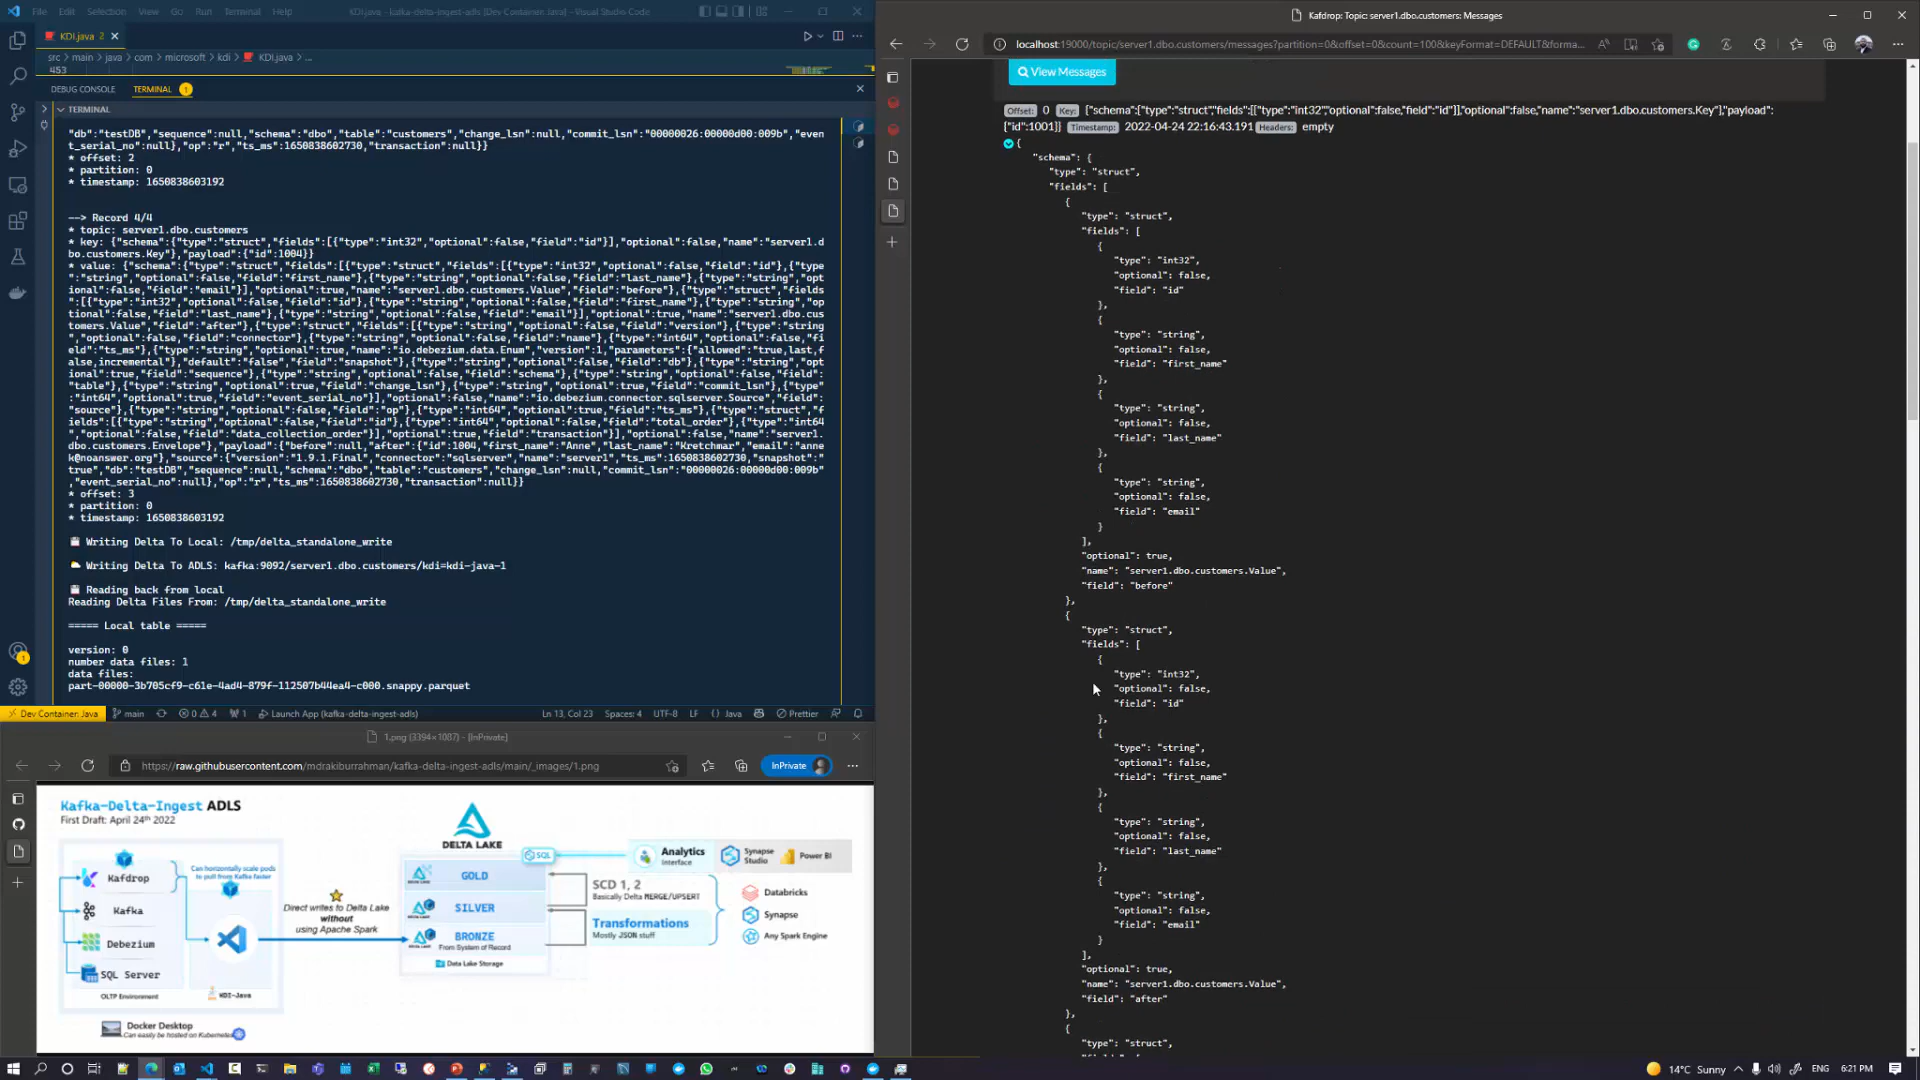 File Edit Selection View Go Run Terminal Help
KDI.java - kafka-delta-ingest-adls [Dev Container: Java] - Visual Studio Code
KDI.java 2
src > main > java > com > microsoft > kdi > KDI.java > ...
453
DEBUG CONSOLE TERMINAL 1
TERMINAL
"db":"testDB","sequence":null,"schema":"dbo","table":"customers","change_lsn":null,"commit_lsn":"00000026:00000d00:009b","even
t_serial_no":null},"op":"r","ts_ms":1650838602730,"transaction":null}}
* offset: 2
* partition: 0
* timestamp: 1650838603192
--> Record 4/4
* topic: server1.dbo.customers
* key: {"schema":{"type":"struct","fields":[{"type":"int32","optional":false,"field":"id"}],"optional":false,"name":"server1.d
bo.customers.Key"},"payload":{"id":1004}}
* value: {"schema":{"type":"struct","fields":[{"type":"struct","fields":[{"type":"int32","optional":false,"field":"id"},{"type"
:"string","optional":false,"field":"first_name"},{"type":"string","optional":false,"field":"last_name"},{"type":"string","opt
ional":false,"field":"email"}],"optional":true,"name":"server1.dbo.customers.Value","field":"before"},{"type":"struct","fields
":[{"type":"int32","optional":false,"field":"id"},{"type":"string","optional":false,"field":"first_name"},{"type":"string","op
tional":false,"field":"last_name"},{"type":"string","optional":false,"field":"email"}],"optional":true,"name":"server1.dbo.cus
tomers.Value","field":"after"},{"type":"struct","fields":[{"type":"string","optional":false,"field":"version"},{"type":"string
","optional":false,"field":"connector"},{"type":"string","optional":false,"field":"name"},{"type":"int64","optional":false,"fie
ld":"ts_ms"},{"type":"string","optional":true,"name":"io.debezium.data.Enum","version":1,"parameters":{"allowed":"true,last,f
alse,incremental"},"default":"false","field":"snapshot"},{"type":"string","optional":false,"field":"db"},{"type":"string","opt
ional":true,"field":"sequence"},{"type":"string","optional":false,"field":"schema"},{"type":"string","optional":false,"field":
"table"},{"type":"string","optional":true,"field":"change_lsn"},{"type":"string","optional":true,"field":"commit_lsn"},{"type"
:"int64","optional":true,"field":"event_serial_no"}],"optional":false,"name":"io.debezium.connector.sqlserver.Source","field":
"source"},{"type":"string","optional":false,"field":"op"},{"type":"int64","optional":true,"field":"ts_ms"},{"type":"struct","f
ields":[{"type":"string","optional":false,"field":"id"},{"type":"int64","optional":false,"field":"total_order"},{"type":"int64
","optional":false,"field":"data_collection_order"}],"optional":true,"field":"transaction"}],"optional":false,"name":"server1.
dbo.customers.Envelope"},"payload":{"before":null,"after":{"id":1004,"first_name":"Anne","last_name":"Kretchmar","email":"anne
k@noanswer.org"},"source":{"version":"1.9.1.Final","connector":"sqlserver","name":"server1","ts_ms":1650838602730,"snapshot":"
true","db":"testDB","sequence":null,"schema":"dbo","table":"customers","change_lsn":null,"commit_lsn":"00000026:00000d00:009b"
,"event_serial_no":null},"op":"r","ts_ms":1650838602730,"transaction":null}}
* offset: 3
* partition: 0
* timestamp: 1650838603192
Writing Delta To Local: /tmp/delta_standalone_write
Writing Delta To ADLS: kafka:9092/server1.dbo.customers/kdi=kdi-java-1
Reading back from local
Reading Delta Files From: /tmp/delta_standalone_write
===== Local table =====
version: 0
number data files: 1
data files:
part-00000-3b705cf9-c61e-4ad4-879f-112507b44ea4-c000.snappy.parquet
Dev Container: Java main 0 4 1 Launch App (kafka-delta-ingest-adls) Ln 13, Col 23 Spaces: 4 UTF-8 LF {} Java Prettier
1.png (3394×1087) - [InPrivate]
https://raw.githubusercontent.com/mdrakiburrahman/kafka-delta-ingest-adls/main/_images/1.png
InPrivate
Kafka-Delta-Ingest ADLS
First Draft: April 24th 2022
Kafdrop
Kafka
Debezium
SQL Server
OLTP Environment
Can horizontally scale pods
to pull from Kafka faster
KDI-Java
Docker Desktop
Can easily be hosted on Kubernetes
Direct writes to Delta Lake
without
using Apache Spark
DELTA LAKE
SQL
GOLD
SILVER
BRONZE
From System of Record
Data Lake Storage
Analytics
Interface
Synapse
Studio
Power BI
SCD 1, 2
Basically Delta MERGE/UPSERT
Transformations
Mostly JSON stuff
Databricks
Synapse
Any Spark Engine
Kafdrop: Topic: server1.dbo.customers: Messages
localhost:19000/topic/server1.dbo.customers/messages?partition=0&offset=0&count=100&keyFormat=DEFAULT&forma...
View Messages
Offset: 0 Key: {"schema":{"type":"struct","fields":[{"type":"int32","optional":false,"field":"id"}],"optional":false,"name":"server1.dbo.customers.Key"},"payload":
{"id":1001}} Timestamp: 2022-04-24 22:16:43.191 Headers: empty
{
"schema": {
"type": "struct",
"fields": [
{
"type": "struct",
"fields": [
{
"type": "int32",
"optional": false,
"field": "id"
},
{
"type": "string",
"optional": false,
"field": "first_name"
},
{
"type": "string",
"optional": false,
"field": "last_name"
},
{
"type": "string",
"optional": false,
"field": "email"
}
],
"optional": true,
"name": "server1.dbo.customers.Value",
"field": "before"
},
{
"type": "struct",
"fields": [
{
"type": "int32",
"optional": false,
"field": "id"
},
{
"type": "string",
"optional": false,
"field": "first_name"
},
{
"type": "string",
"optional": false,
"field": "last_name"
},
{
"type": "string",
"optional": false,
"field": "email"
}
],
"optional": true,
"name": "server1.dbo.customers.Value",
"field": "after"
},
{
"type": "struct",
14°C Sunny ENG 6:21 PM